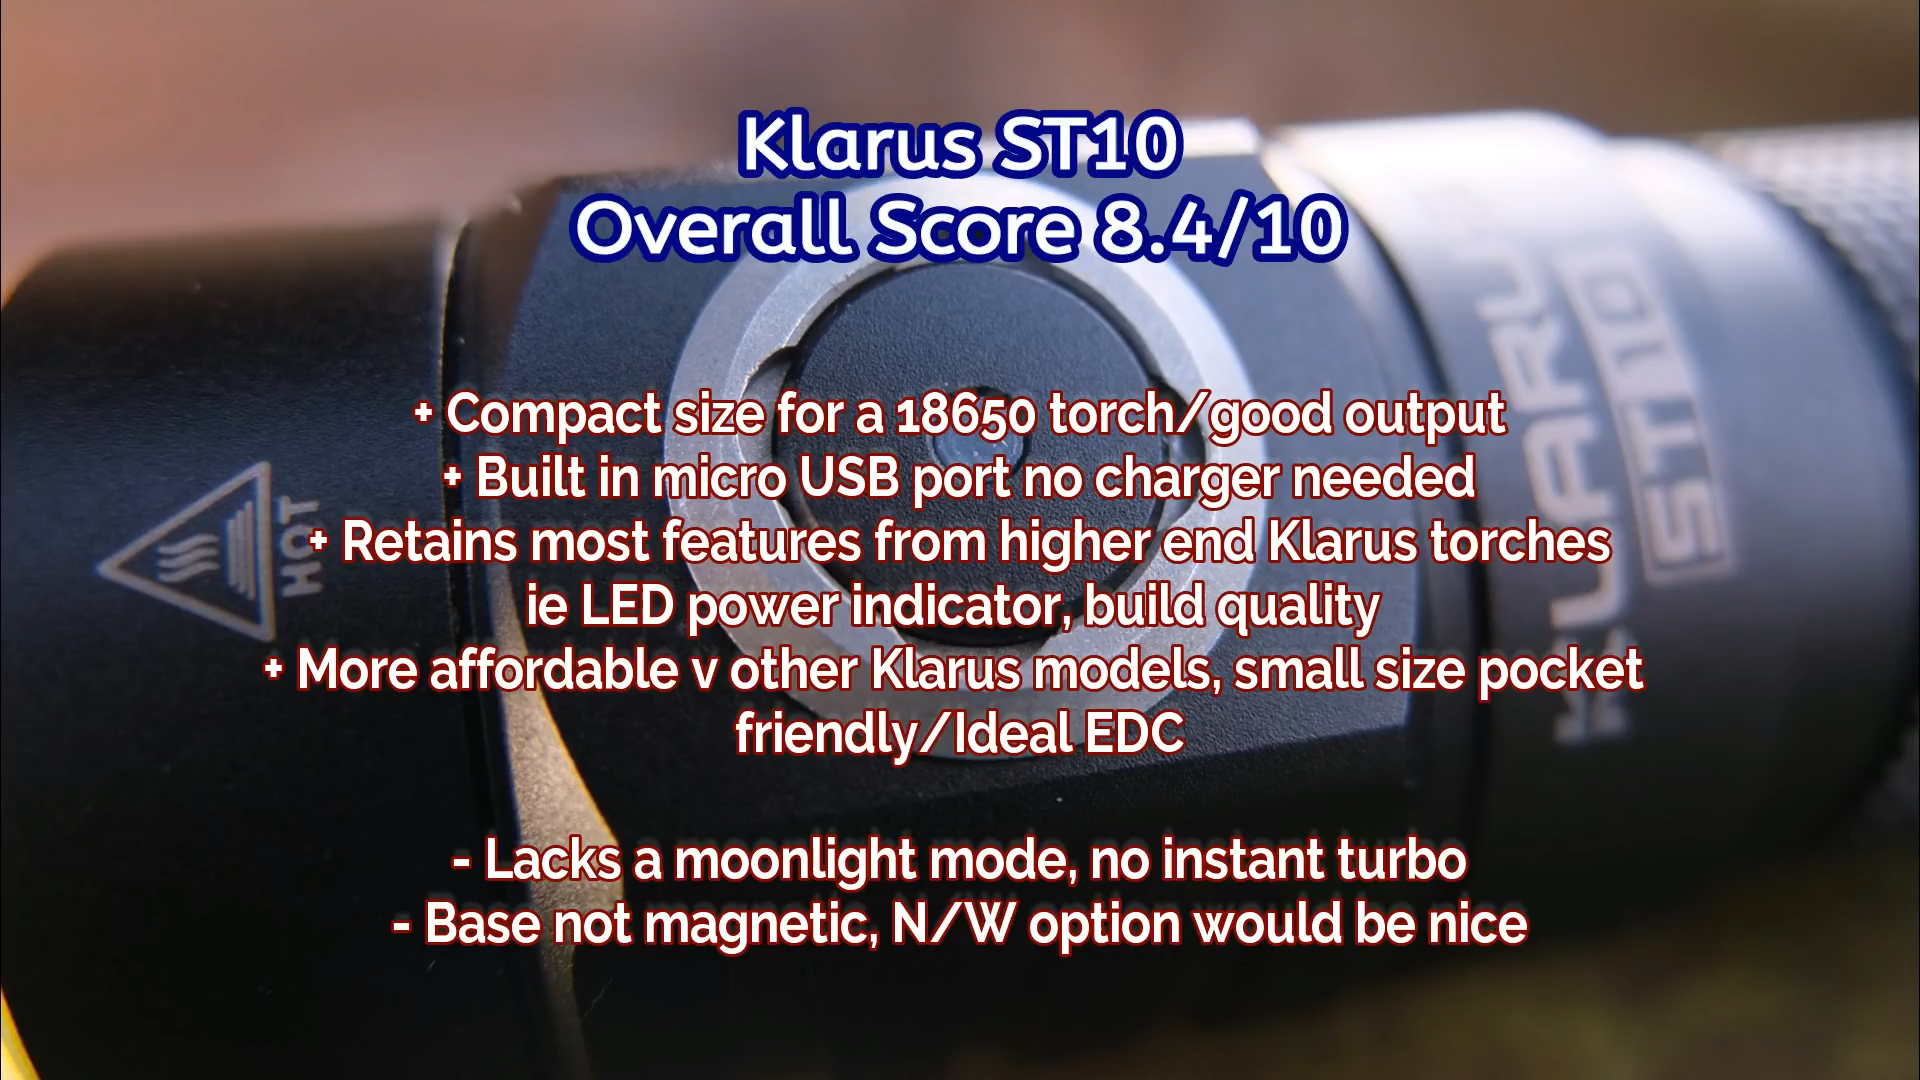 Klarus ST10
Overall Score 8.4/10
+ Compact size for a 18650 torch/good output
+ Built in micro USB port no charger needed
+ Retains most features from higher end Klarus torches
ie LED power indicator, build quality
+ More affordable v other Klarus models, small size pocket
friendly/Ideal EDC
- Lacks a moonlight mode, no instant turbo
- Base not magnetic, N/W option would be nice
HOT
KLARUS
ST10